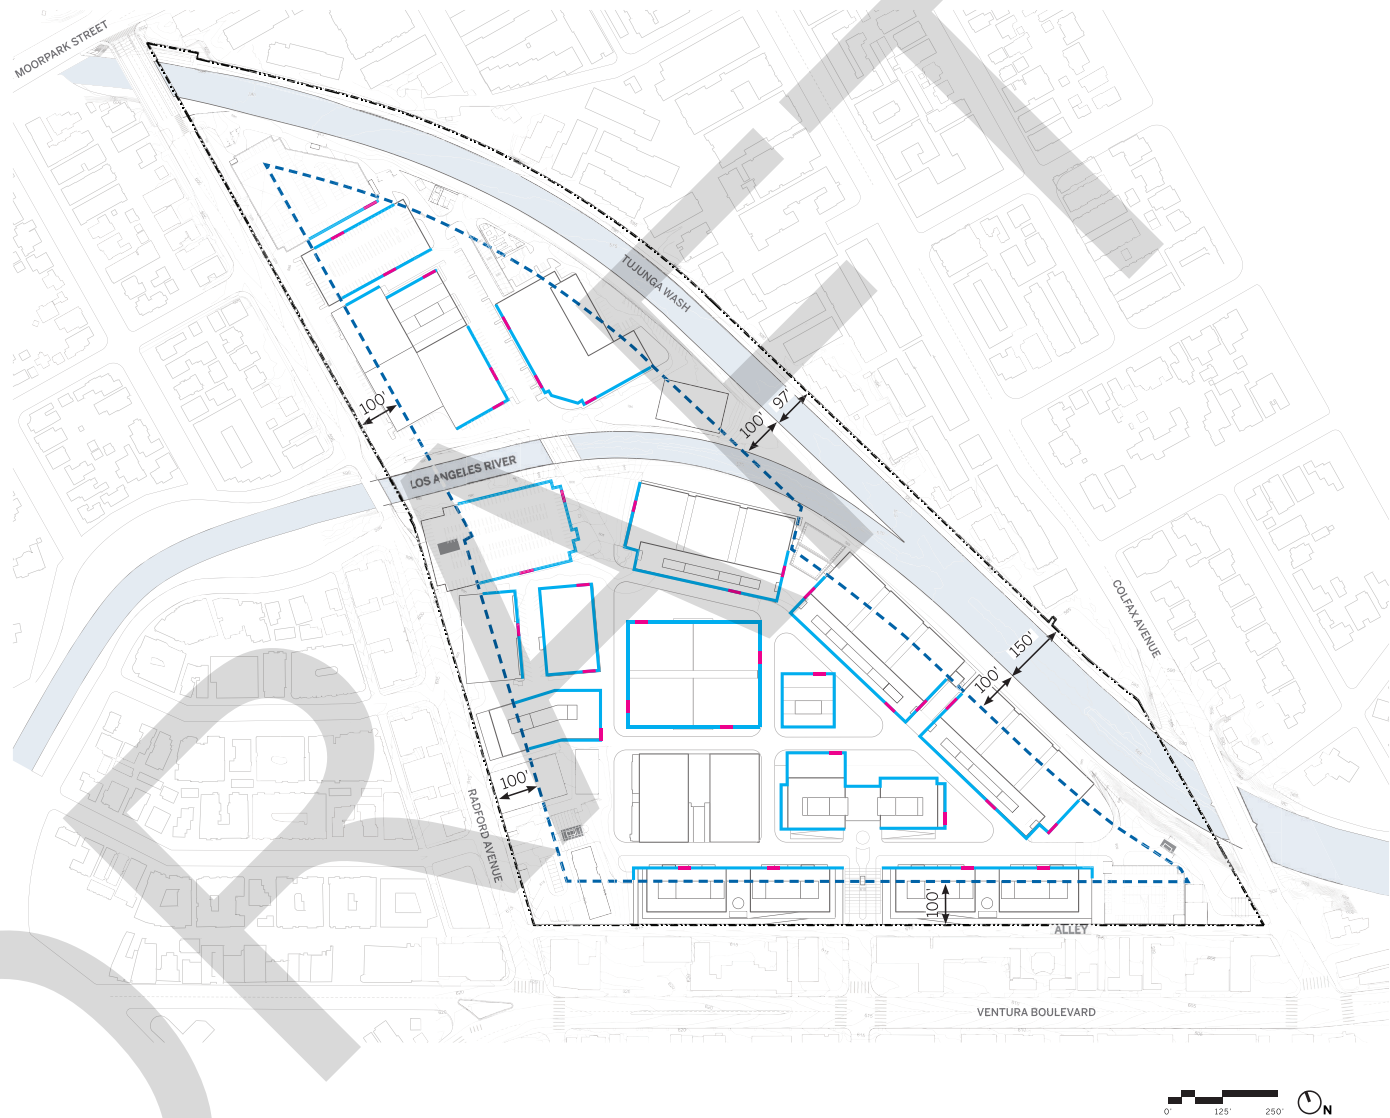 MOORPARK STREET
TUJUNGA WASH
100'
97'
100'
LOS ANGELES RIVER
COLFAX AVENUE
150'
100'
100'
RADFORD AVENUE
100'
ALLEY
VENTURA BOULEVARD
0' 125' 250'
N
DRAFT